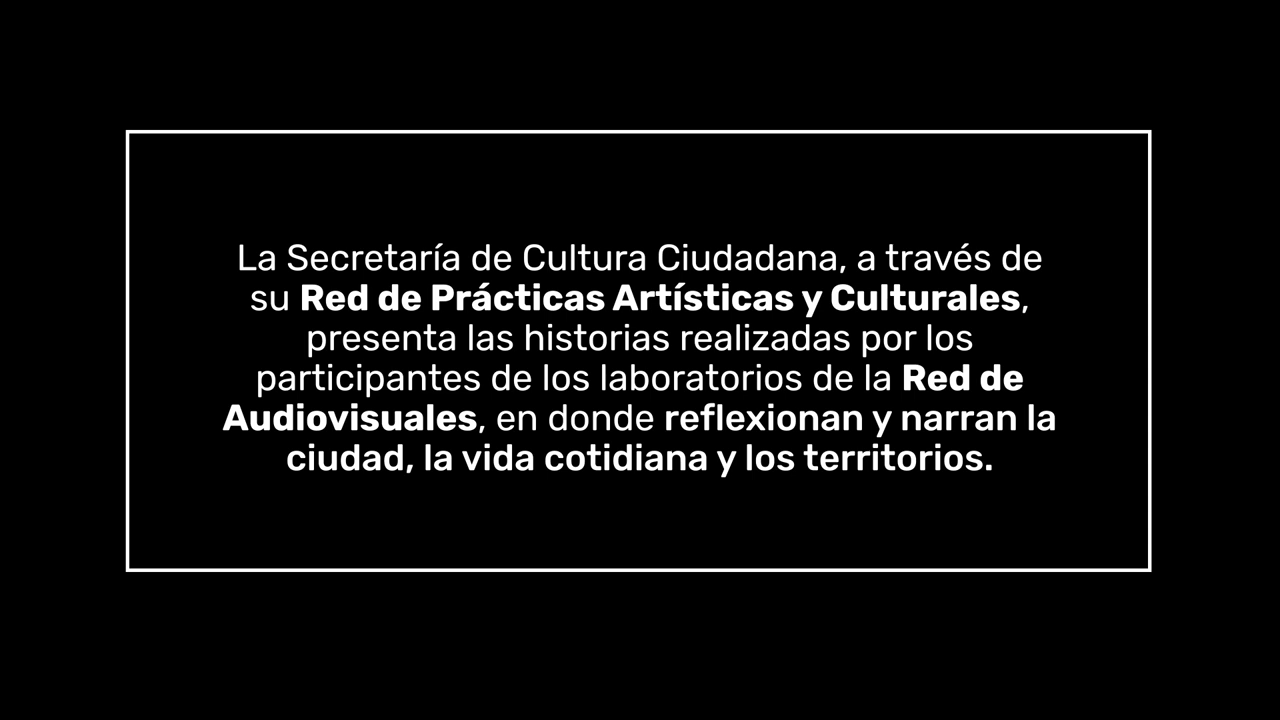 La Secretaría de Cultura Ciudadana, a través de
su Red de Prácticas Artísticas y Culturales,
presenta las historias realizadas por los
participantes de los laboratorios de la Red de
Audiovisuales, en donde reflexionan y narran la
ciudad, la vida cotidiana y los territorios.